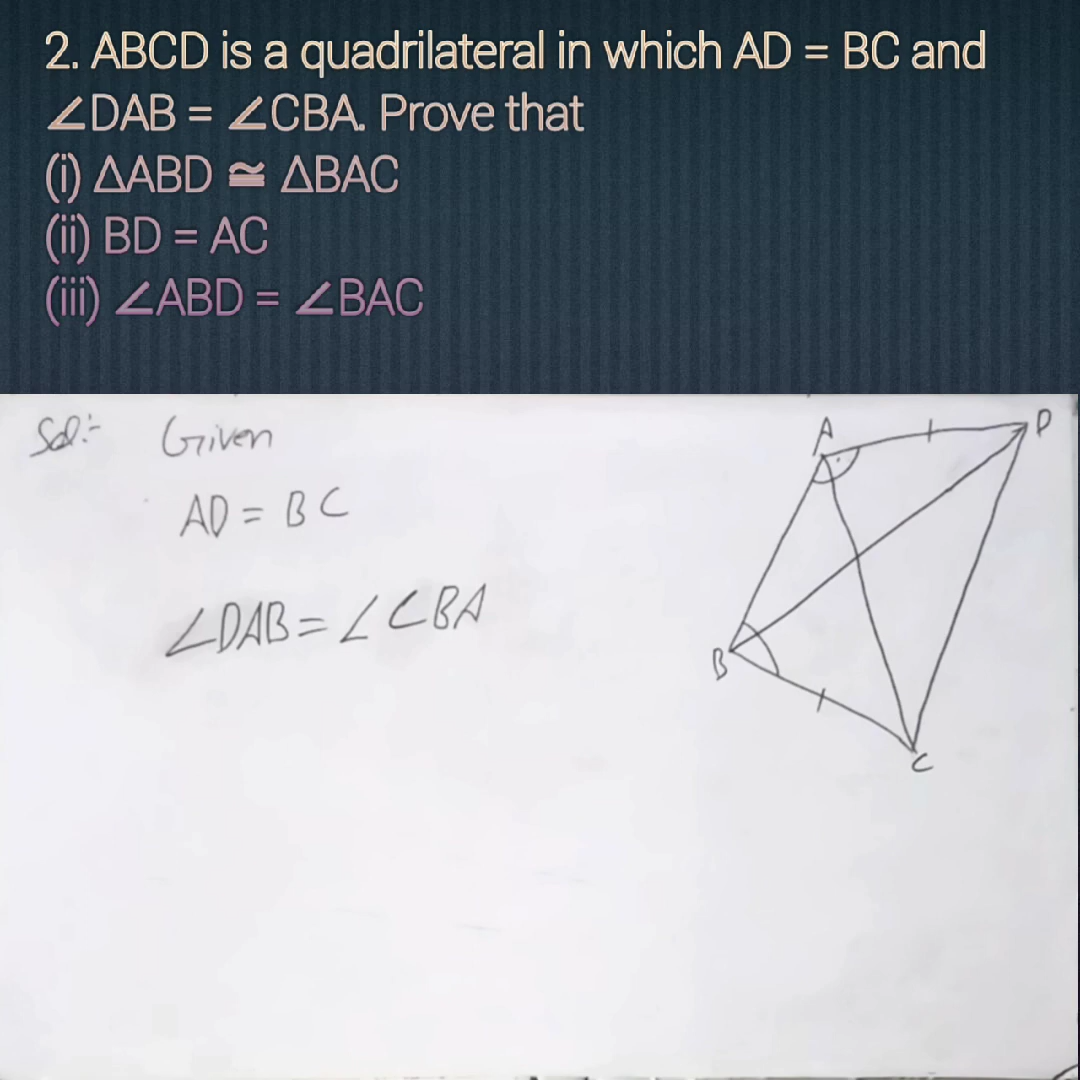 2. ABCD is a quadrilateral in which AD = BC and
∠DAB = ∠CBA. Prove that
(i) ΔABD ≅ ΔBAC
(ii) BD = AC
(iii) ∠ABD = ∠BAC
Sol:- Given
AD = BC
∠DAB = ∠CBA
A
D
B
C